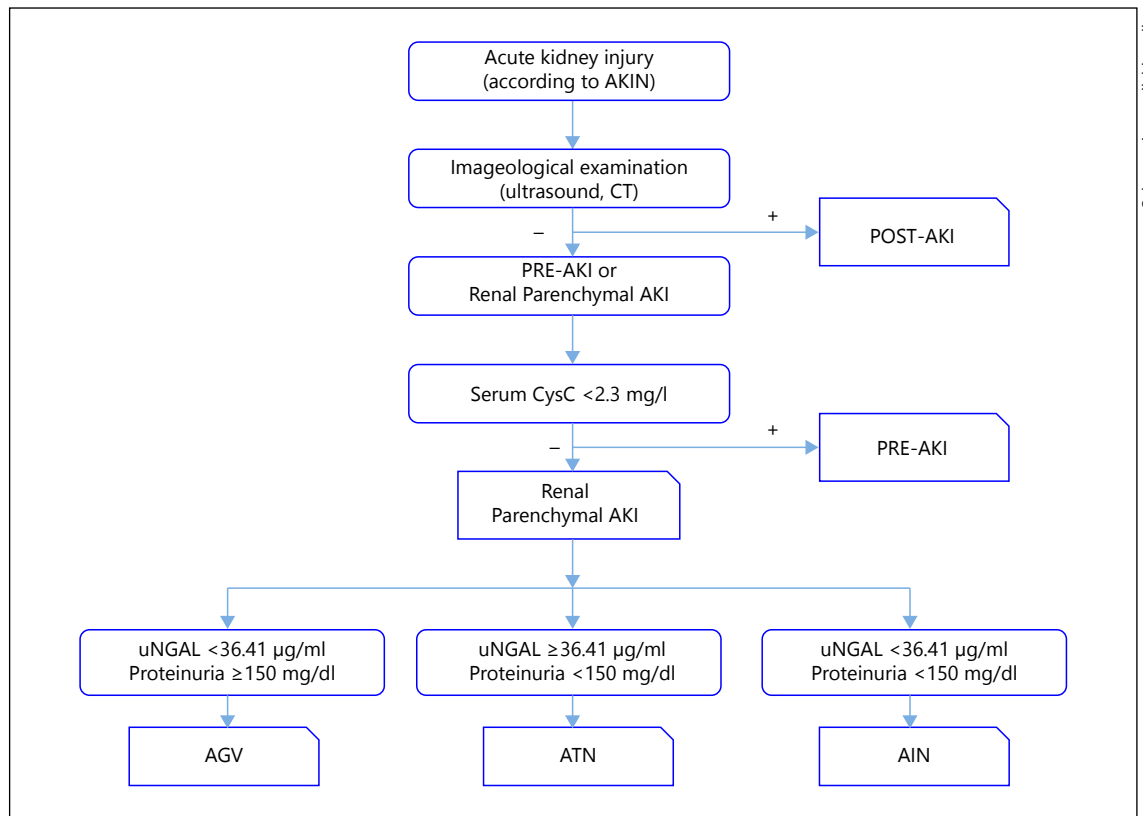 Acute kidney injury
(according to AKIN)
Imageological examination
(ultrasound, CT)
+
–
POST-AKI
PRE-AKI or
Renal Parenchymal AKI
Serum CysC <2.3 mg/l
+
–
PRE-AKI
Renal
Parenchymal AKI
uNGAL <36.41 μg/ml
Proteinuria ≥150 mg/dl
uNGAL ≥36.41 μg/ml
Proteinuria <150 mg/dl
uNGAL <36.41 μg/ml
Proteinuria <150 mg/dl
AGV
ATN
AIN